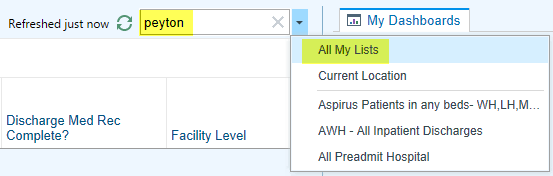 Refreshed just now
peyton
My Dashboards
All My Lists
Current Location
Aspirus Patients in any beds- WH,LH,M...
AWH - All Inpatient Discharges
All Preadmit Hospital
Discharge Med Rec
Complete?
Facility Level